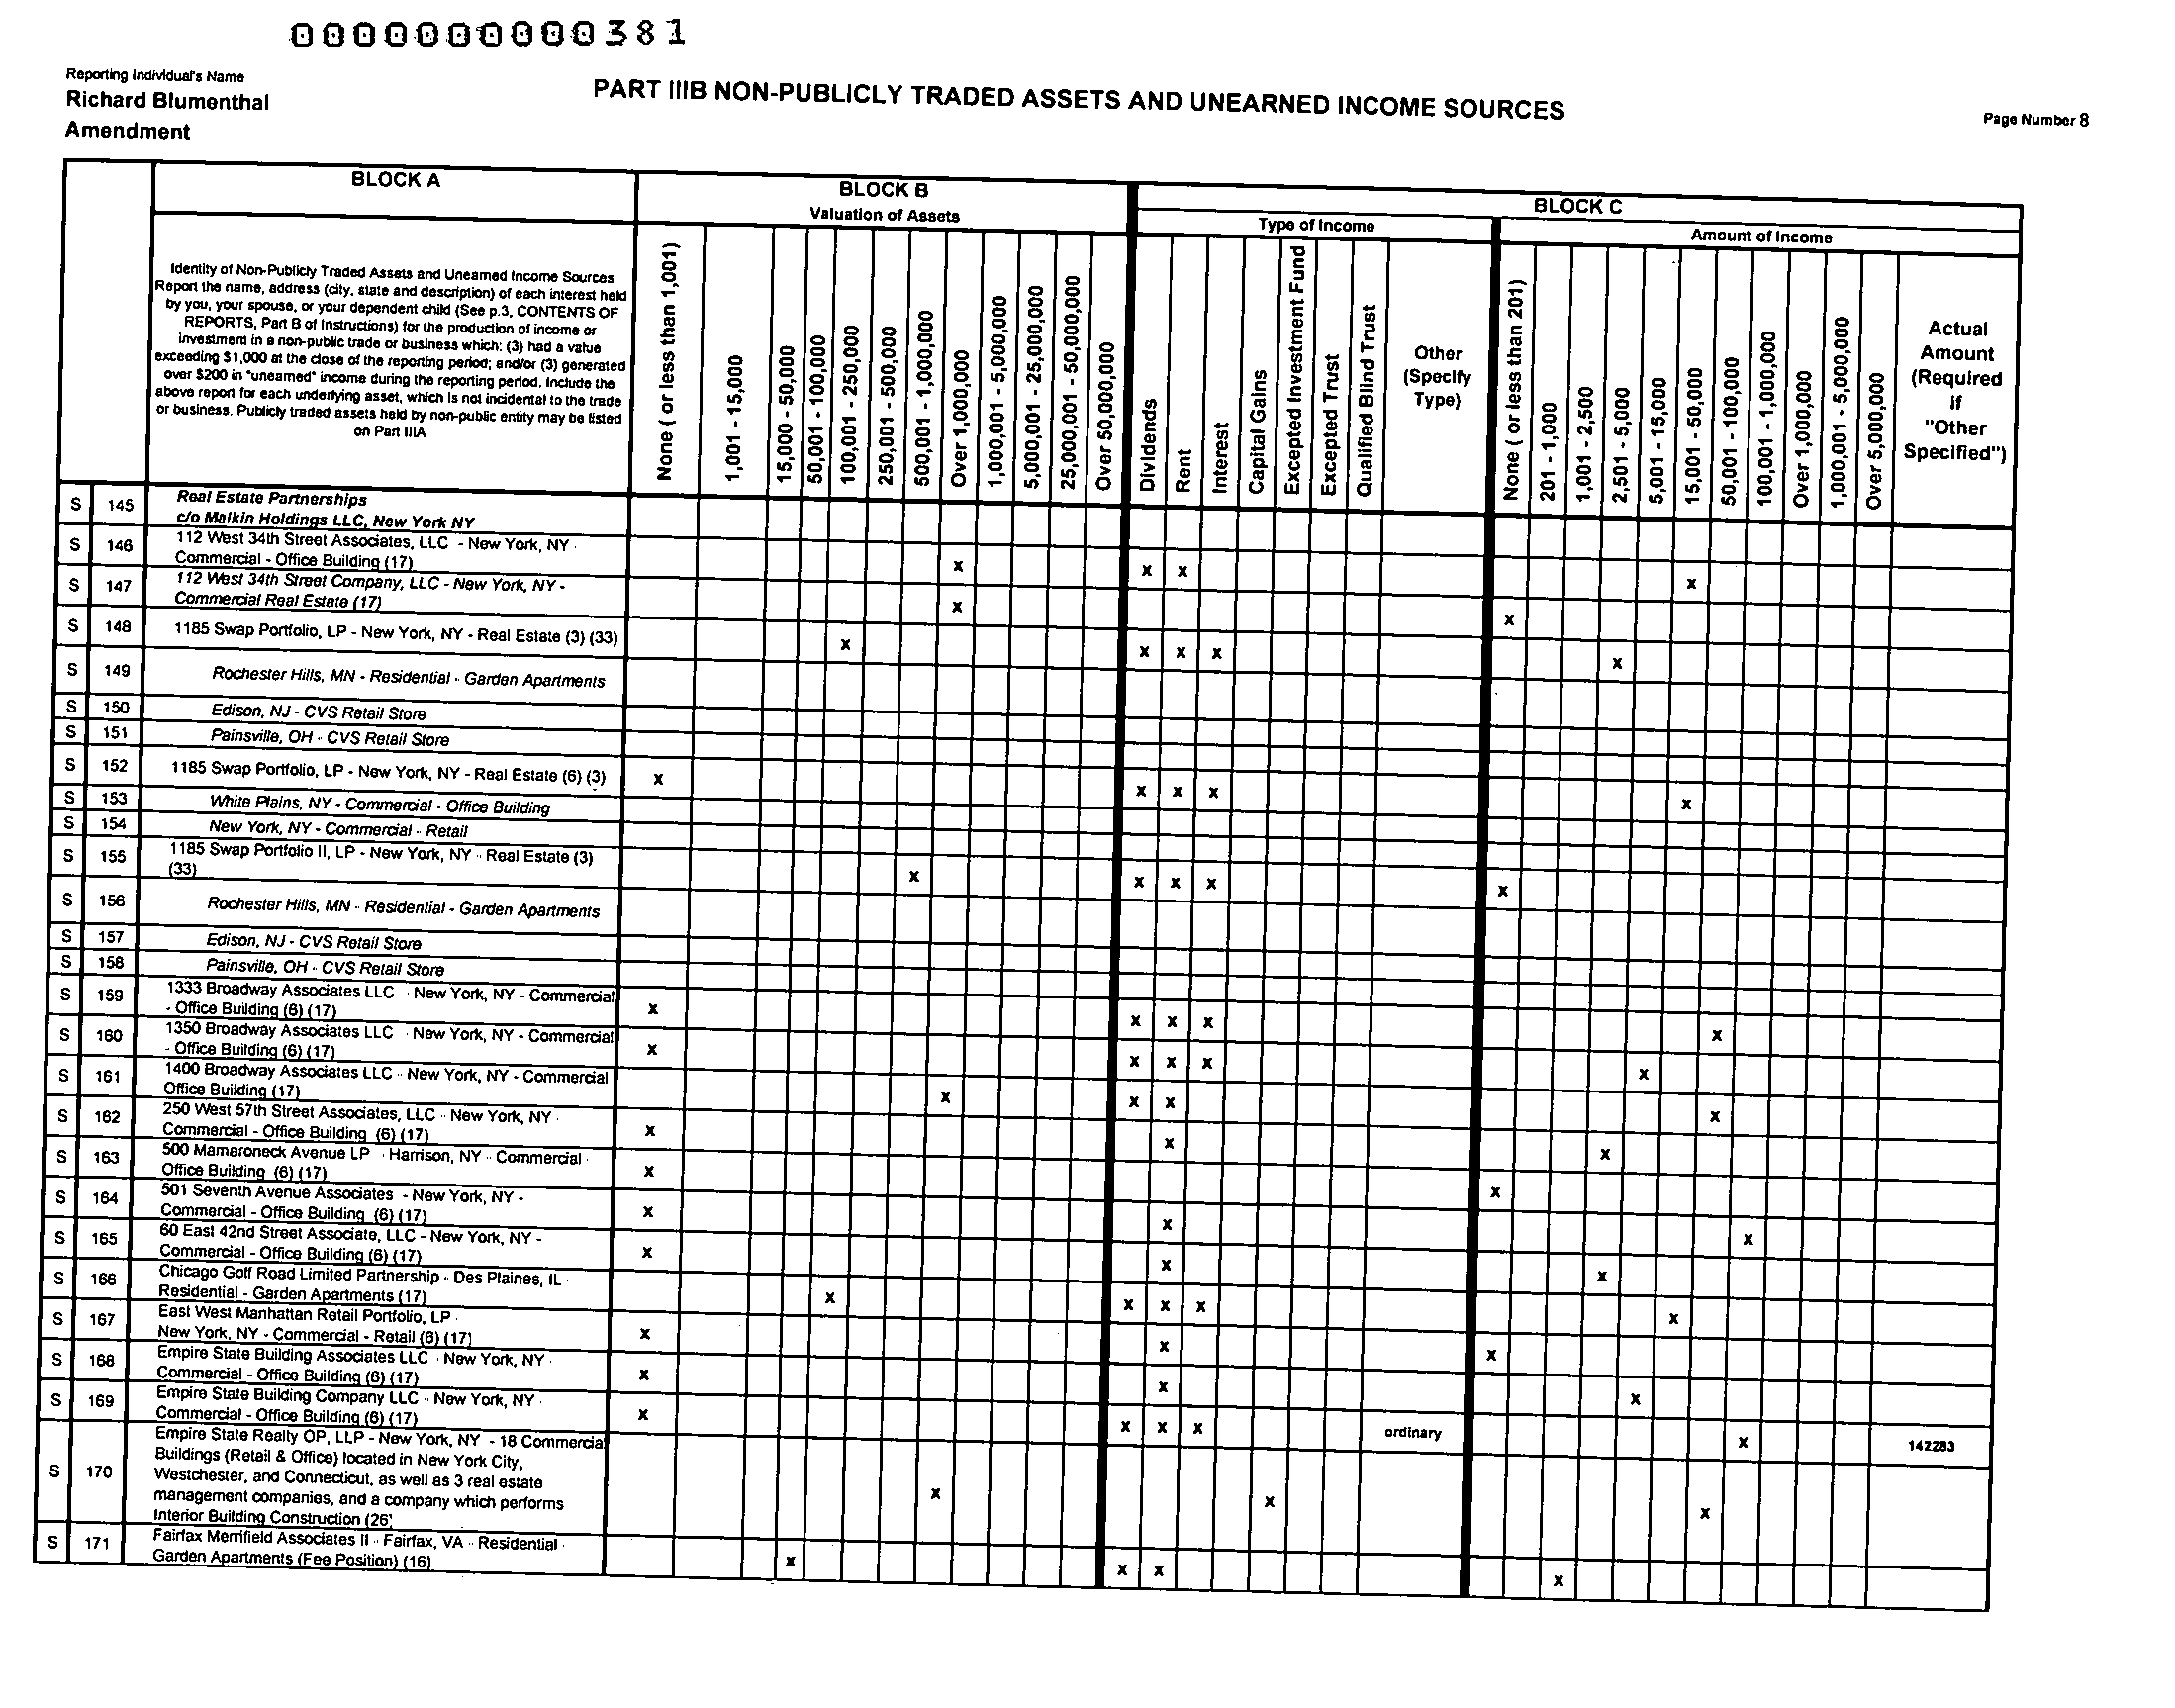 0000000000381
Reporting Individual's Name
Richard Blumenthal
Amendment
PART IIIB NON-PUBLICLY TRADED ASSETS AND UNEARNED INCOME SOURCES
Page Number 8
BLOCK A
BLOCK B
Valuation of Assets
BLOCK C
Type of Income
Amount of Income
Identity of Non-Publicly Traded Assets and Unearned Income Sources
Report the name, address (city, state and description) of each interest held
by you, your spouse, or your dependent child (See p.3, CONTENTS OF
REPORTS, Part B of Instructions) for the production of income or
investment in a non-public trade or business which: (3) had a value
exceeding $1,000 at the close of the reporting period; and/or (3) generated
over $200 in "unearned" income during the reporting period. Include the
above report for each underlying asset, which is not incidental to the trade
or business. Publicly traded assets held by non-public entity may be listed
on Part IIIA
None ( or less than 1,001)
1,001 - 15,000
15,000 - 50,000
50,001 - 100,000
100,001 - 250,000
250,001 - 500,000
500,001 - 1,000,000
Over 1,000,000
1,000,001 - 5,000,000
5,000,001 - 25,000,000
25,000,001 - 50,000,000
Over 50,000,000
Dividends
Rent
Interest
Capital Gains
Excepted Investment Fund
Excepted Trust
Qualified Blind Trust
Other
(Specify
Type)
None ( or less than 201)
201 - 1,000
1,001 - 2,500
2,501 - 5,000
5,001 - 15,000
15,001 - 50,000
50,001 - 100,000
100,001 - 1,000,000
Over 1,000,000
1,000,001 - 5,000,000
Over 5,000,000
Actual
Amount
(Required
if
"Other
Specified")
S 145 Real Estate Partnerships
c/o Malkin Holdings LLC, New York NY
S 146 112 West 34th Street Associates, LLC - New York, NY -
Commercial - Office Building (17) x x x x
S 147 112 West 34th Street Company, LLC - New York, NY -
Commercial Real Estate (17) x x
S 148 1185 Swap Portfolio, LP - New York, NY - Real Estate (3) (33) x x x x x
S 149 Rochester Hills, MN - Residential - Garden Apartments
S 150 Edison, NJ - CVS Retail Store
S 151 Painsville, OH - CVS Retail Store
S 152 1185 Swap Portfolio, LP - New York, NY - Real Estate (6) (3) x x x x x
S 153 White Plains, NY - Commercial - Office Building
S 154 New York, NY - Commercial - Retail
S 155 1185 Swap Portfolio II, LP - New York, NY - Real Estate (3)
(33) x x x x x
S 156 Rochester Hills, MN - Residential - Garden Apartments
S 157 Edison, NJ - CVS Retail Store
S 158 Painsville, OH - CVS Retail Store
S 159 1333 Broadway Associates LLC - New York, NY - Commercial
- Office Building (6) (17) x x x x x
S 160 1350 Broadway Associates LLC - New York, NY - Commercial
- Office Building (6) (17) x x x x x
S 161 1400 Broadway Associates LLC - New York, NY - Commercial
Office Building (17) x x x x
S 162 250 West 57th Street Associates, LLC - New York, NY -
Commercial - Office Building (6) (17) x x x
S 163 500 Mamaroneck Avenue LP - Harrison, NY - Commercial -
Office Building (6) (17) x x
S 164 501 Seventh Avenue Associates - New York, NY -
Commercial - Office Building (6) (17) x x x
S 165 60 East 42nd Street Associate, LLC - New York, NY -
Commercial - Office Building (6) (17) x x x
S 166 Chicago Golf Road Limited Partnership - Des Plaines, IL -
Residential - Garden Apartments (17) x x x x x
S 167 East West Manhattan Retail Portfolio, LP -
New York, NY - Commercial - Retail (6) (17) x x x
S 168 Empire State Building Associates LLC - New York, NY -
Commercial - Office Building (6) (17) x x x
S 169 Empire State Building Company LLC - New York, NY -
Commercial - Office Building (6) (17) x x x x ordinary x 142283
S 170 Empire State Realty OP, LLP - New York, NY - 18 Commercial
Buildings (Retail & Office) located in New York City,
Westchester, and Connecticut, as well as 3 real estate
management companies, and a company which performs
Interior Building Construction (26) x x x
S 171 Fairfax Merrifield Associates II - Fairfax, VA - Residential -
Garden Apartments (Fee Position) (16) x x x x